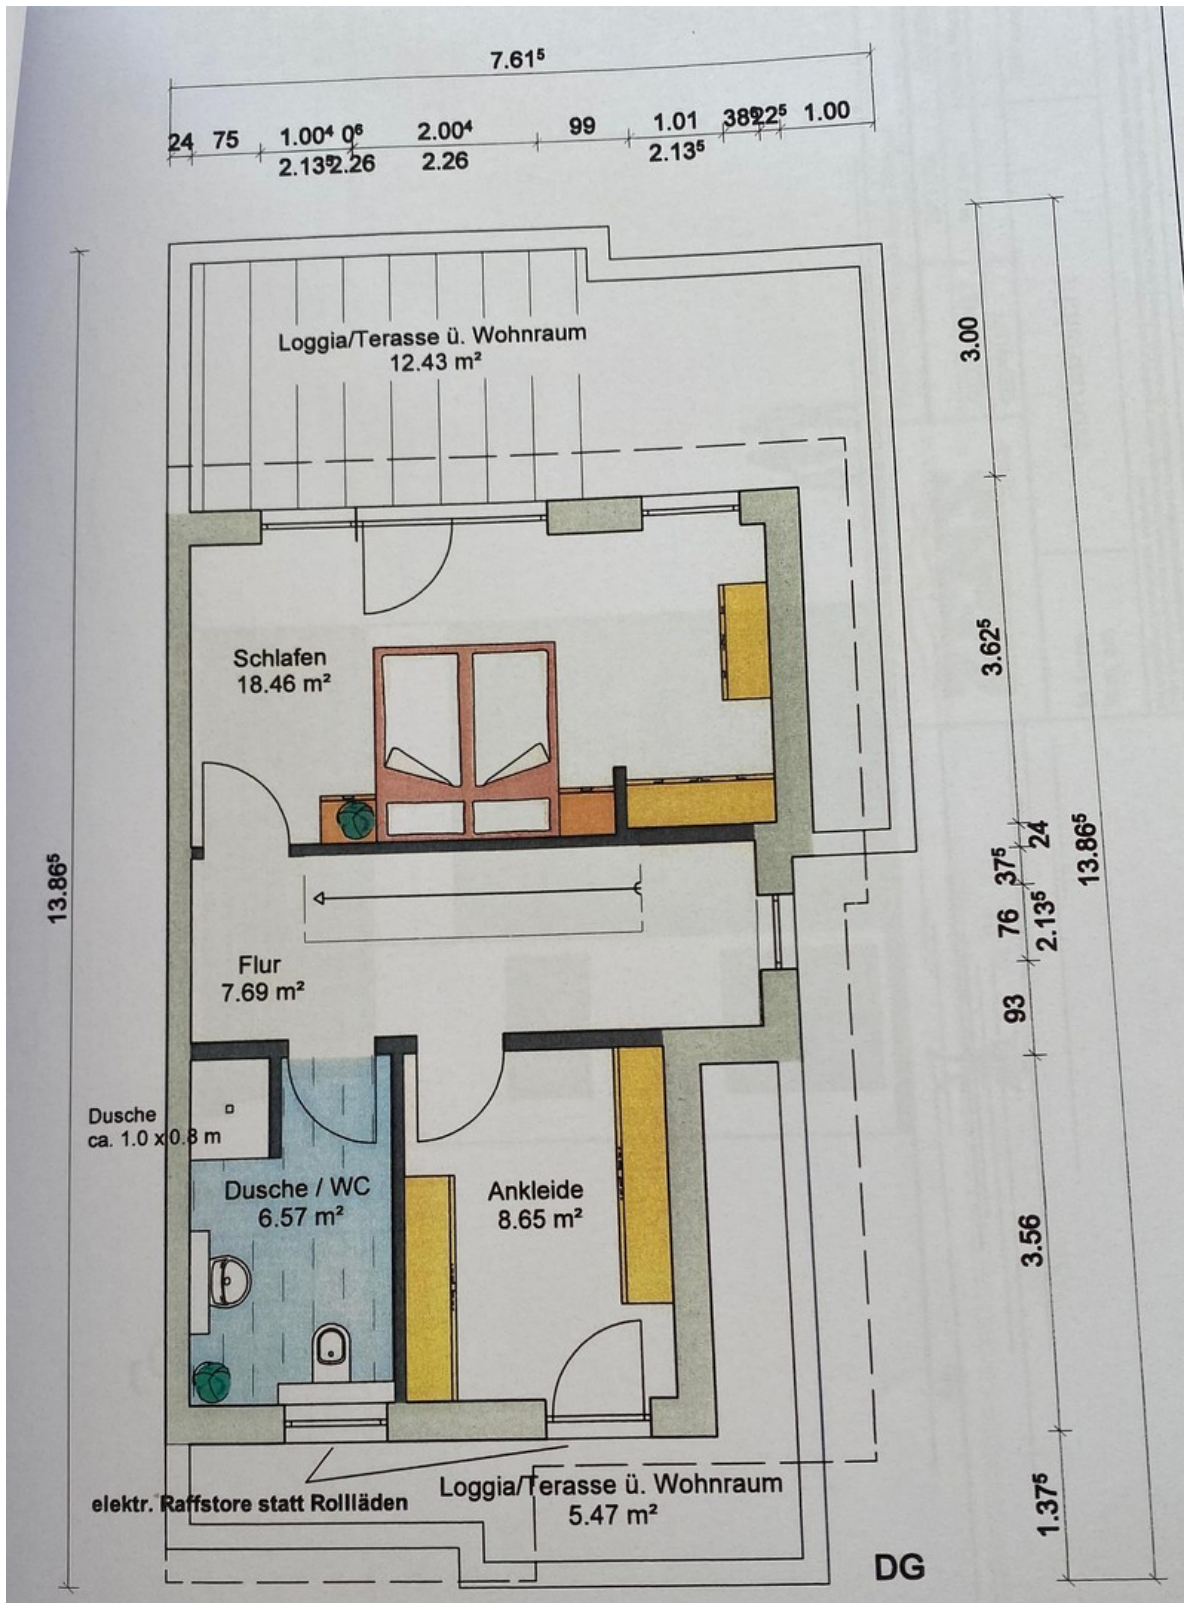 7.61⁵
24 75 1.00⁴ 0⁶ 2.00⁴ 99 1.01 38⁵ 22⁵ 1.00
2.13⁵ 2.26 2.26 2.13⁵
3.00
Loggia/Terasse ü. Wohnraum
12.43 m²
3.62⁵
Schlafen
18.46 m²
13.86⁵
24
13.86⁵
37⁵
76
2.13⁵
Flur
7.69 m²
93
Dusche
ca. 1.0 x 0.8 m
Dusche / WC
6.57 m²
Ankleide
8.65 m²
3.56
Loggia/Terasse ü. Wohnraum
5.47 m²
elektr. Raffstore statt Rollläden
1.37⁵
DG